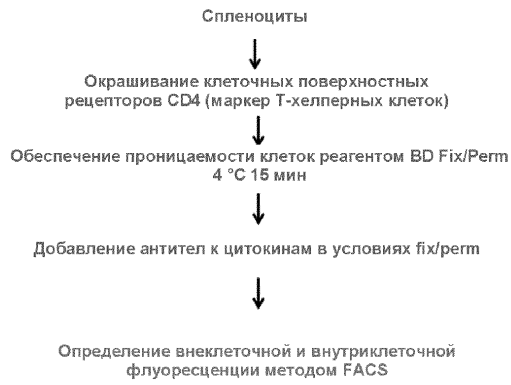 Спленоциты
Окрашивание клеточных поверхностных
рецепторов CD4 (маркер Т-хелперных клеток)
Обеспечение проницаемости клеток реагентом BD Fix/Perm
4 °C 15 мин
Добавление антител к цитокинам в условиях fix/perm
Определение внеклеточной и внутриклеточной
флуоресценции методом FACS